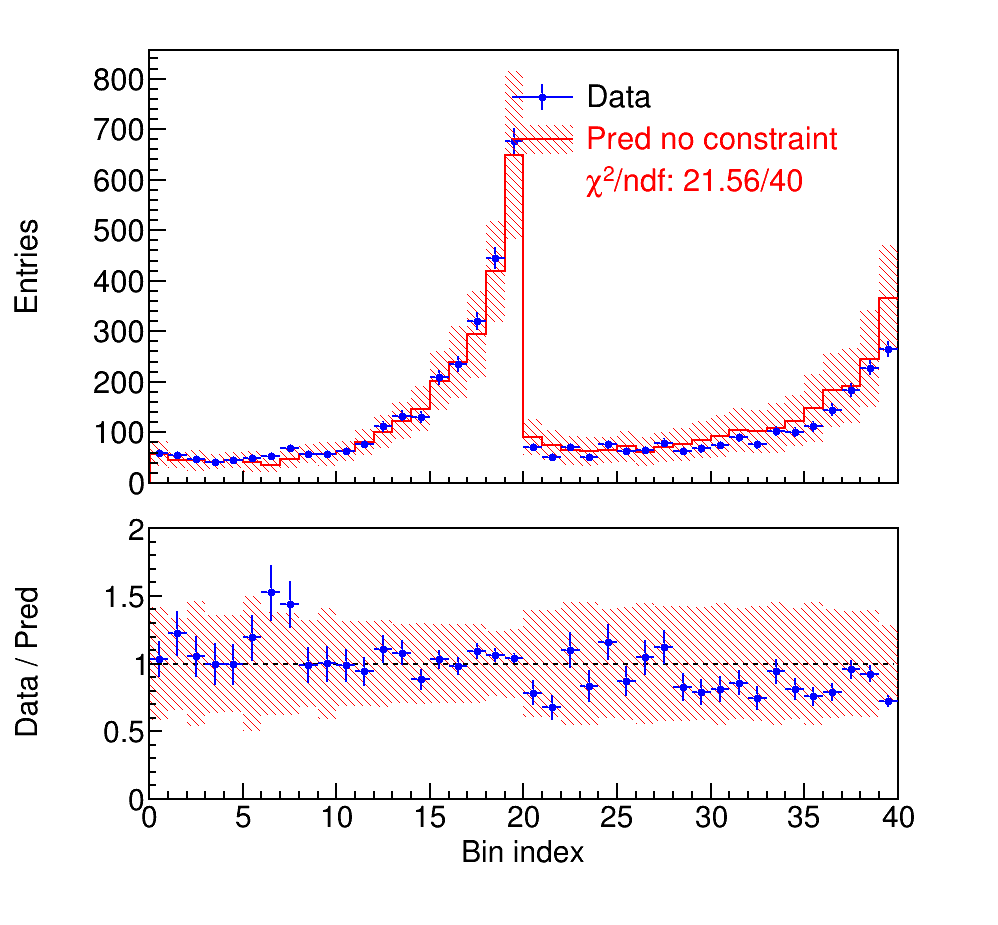 800
700
600
500
400
300
200
100
0
Entries
Data
Pred no constraint
χ²/ndf: 21.56/40
2
1.5
1
0.5
0
Data / Pred
0 5 10 15 20 25 30 35 40
Bin index